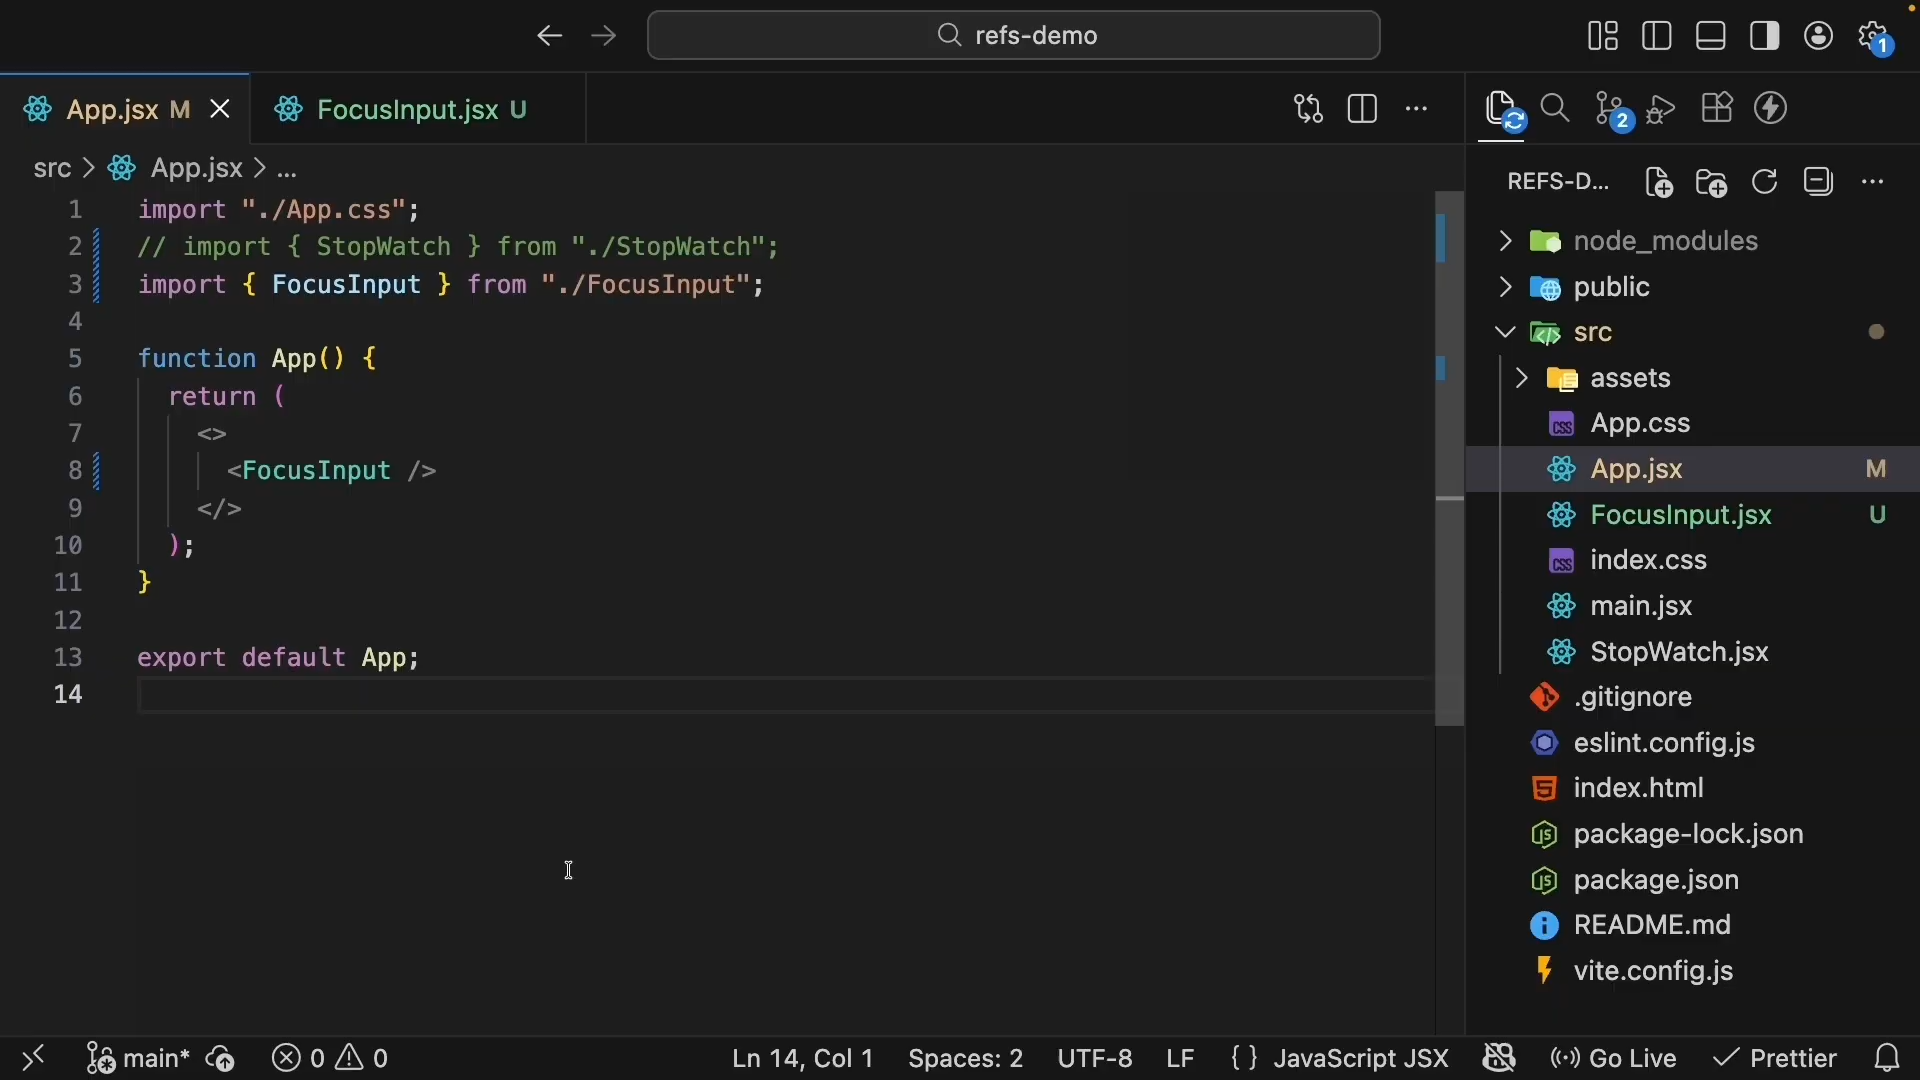 refs-demo
1
App.jsx M
FocusInput.jsx U
2
src > App.jsx > ...
REFS-D...
1 import "./App.css";
2 // import { StopWatch } from "./StopWatch";
3 import { FocusInput } from "./FocusInput";
4
5 function App() {
6 return (
7 <>
8 <FocusInput />
9 </>
10 );
11 }
12
13 export default App;
14
node_modules
public
src
assets
App.css
App.jsx M
FocusInput.jsx U
index.css
main.jsx
StopWatch.jsx
.gitignore
eslint.config.js
index.html
package-lock.json
package.json
README.md
vite.config.js
main* 0 0 Ln 14, Col 1 Spaces: 2 UTF-8 LF { } JavaScript JSX Go Live Prettier